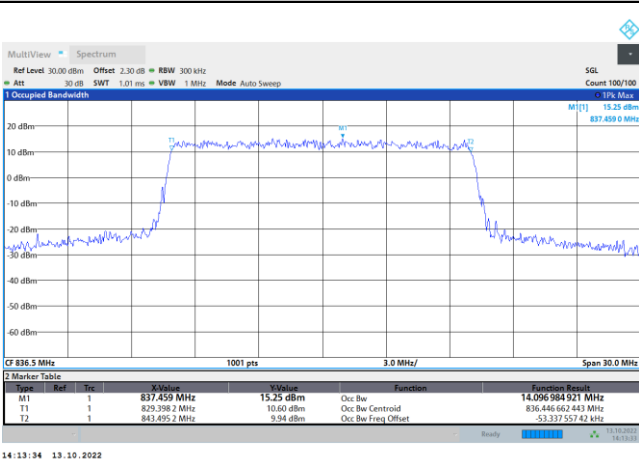 MultiView Spectrum
Ref Level 30.00 dBm Offset 2.30 dB RBW 300 kHz SGL
Att 30 dB SWT 1.01 ms VBW 1 MHz Mode Auto Sweep Count 100/100
1 Occupied Bandwidth 1Pk Max
M1[1] 15.25 dBm
837.459 0 MHz
M1
20 dBm
T1 T2
10 dBm
0 dBm
-10 dBm
-20 dBm
-30 dBm
-40 dBm
-50 dBm
-60 dBm
CF 836.5 MHz 1001 pts 3.0 MHz/ Span 30.0 MHz
2 Marker Table
Type Ref Trc X-Value Y-Value Function Function Result
M1 1 837.459 MHz 15.25 dBm Occ Bw 14.096 984 921 MHz
T1 1 829.398 2 MHz 10.60 dBm Occ Bw Centroid 836.446 662 443 MHz
T2 1 843.495 2 MHz 9.94 dBm Occ Bw Freq Offset -53.337 557 42 kHz
Ready 13.10.2022
14:13:33
14:13:34 13.10.2022